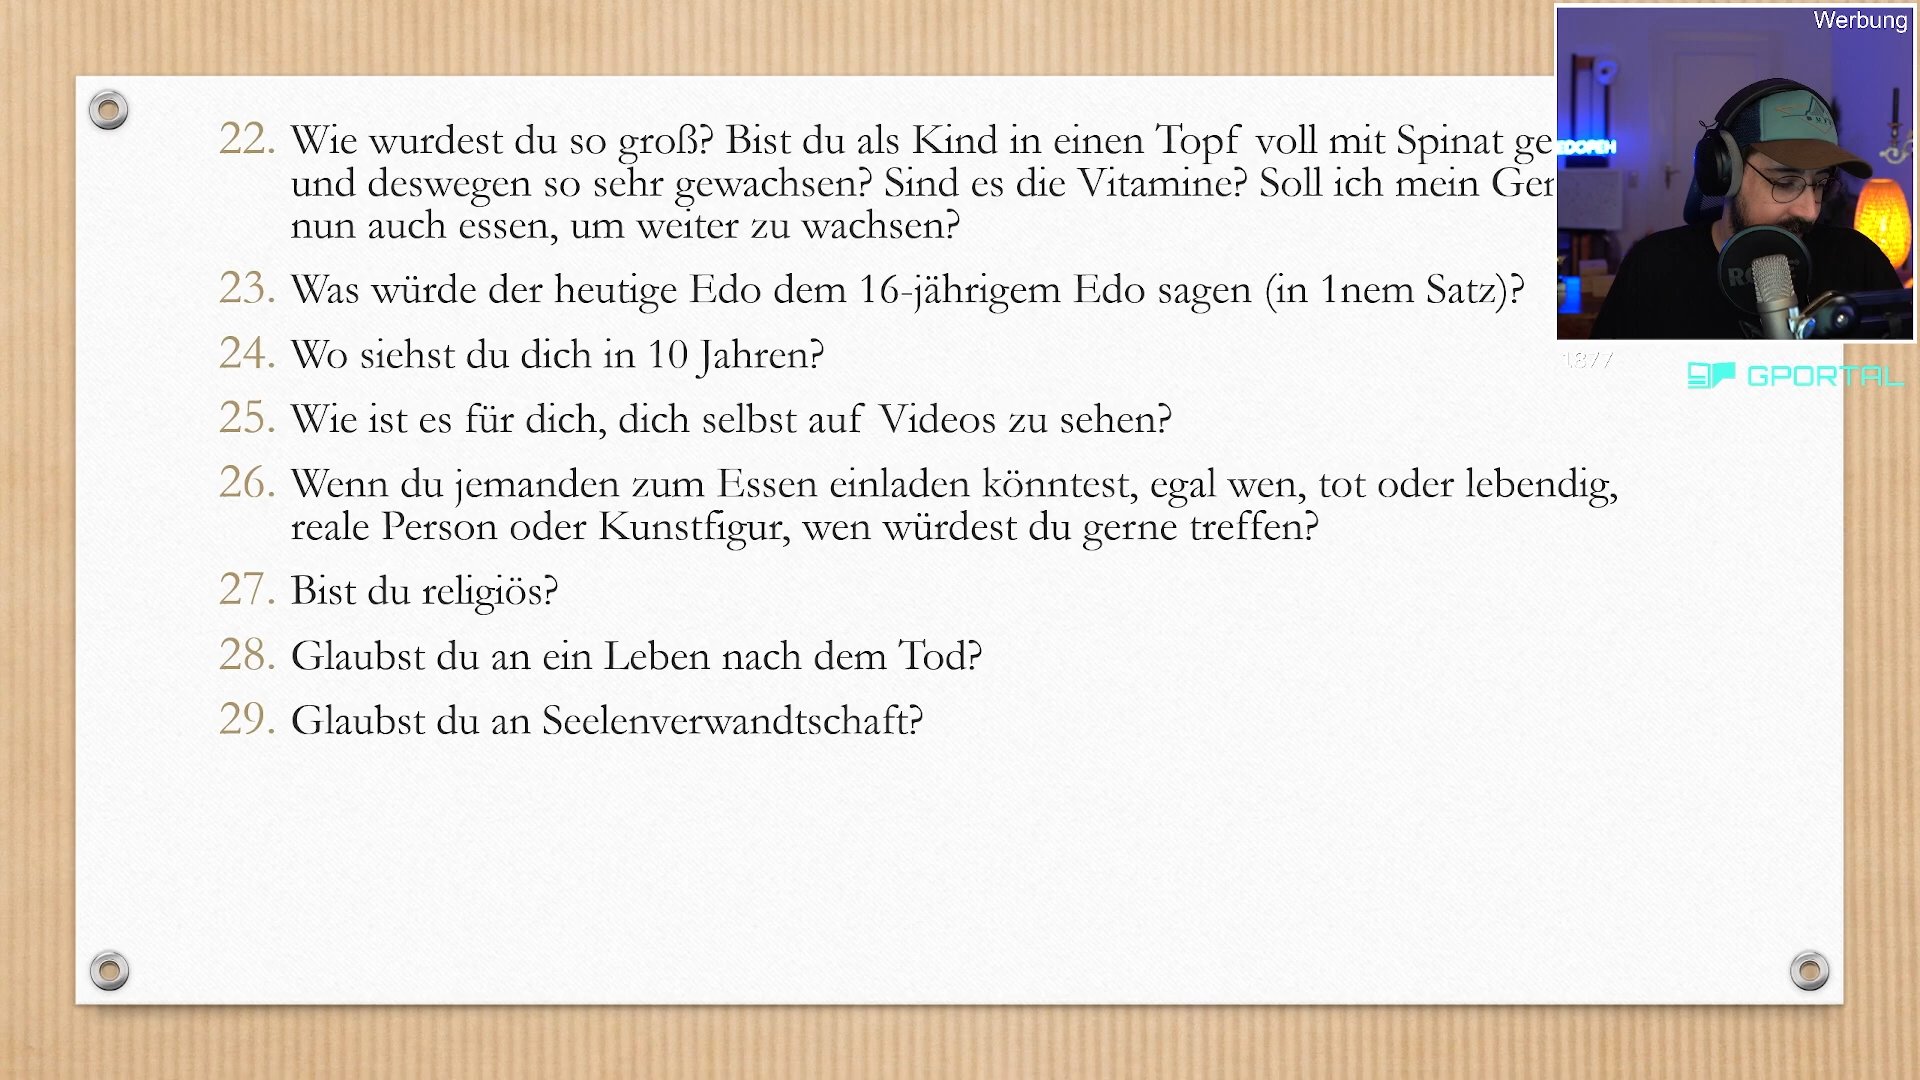 Werbung
22. Wie wurdest du so groß? Bist du als Kind in einen Topf voll mit Spinat ge
und deswegen so sehr gewachsen? Sind es die Vitamine? Soll ich mein
nun auch essen, um weiter zu wachsen?
23. Was würde der heutige Edo dem 16-jährigem Edo sagen (in 1nem Satz)?
24. Wo siehst du dich in 10 Jahren?
25. Wie ist es für dich, dich selbst auf Videos zu sehen?
26. Wenn du jemanden zum Essen einladen könntest, egal wen, tot oder lebendig,
reale Person oder Kunstfigur, wen würdest du gerne treffen?
27. Bist du religiös?
28. Glaubst du an ein Leben nach dem Tod?
29. Glaubst du an Seelenverwandtschaft?
EDOPEH
1877
GPORTAL